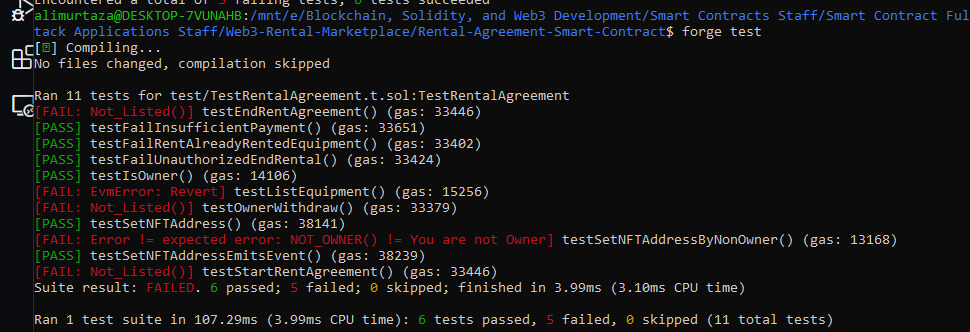 Encountered a total of 5 failing tests, 6 tests succeeded
alimurtaza@DESKTOP-7VUNAHB:/mnt/e/Blockchain, Solidity, and Web3 Development/Smart Contracts Staff/Smart Contract Ful
tack Applications Staff/Web3-Rental-Marketplace/Rental-Agreement-Smart-Contract$ forge test
[⠃] Compiling...
No files changed, compilation skipped
Ran 11 tests for test/TestRentalAgreement.t.sol:TestRentalAgreement
[FAIL: Not_Listed()] testEndRentAgreement() (gas: 33446)
[PASS] testFailInsufficientPayment() (gas: 33651)
[PASS] testFailRentAlreadyRentedEquipment() (gas: 33402)
[PASS] testFailUnauthorizedEndRental() (gas: 33424)
[PASS] testIsOwner() (gas: 14106)
[FAIL: EvmError: Revert] testListEquipment() (gas: 15256)
[FAIL: Not_Listed()] testOwnerWithdraw() (gas: 33379)
[PASS] testSetNFTAddress() (gas: 38141)
[FAIL: Error != expected error: NOT_OWNER() != You are not Owner] testSetNFTAddressByNonOwner() (gas: 13168)
[PASS] testSetNFTAddressEmitsEvent() (gas: 38239)
[FAIL: Not_Listed()] testStartRentAgreement() (gas: 33446)
Suite result: FAILED. 6 passed; 5 failed; 0 skipped; finished in 3.99ms (3.10ms CPU time)
Ran 1 test suite in 107.29ms (3.99ms CPU time): 6 tests passed, 5 failed, 0 skipped (11 total tests)